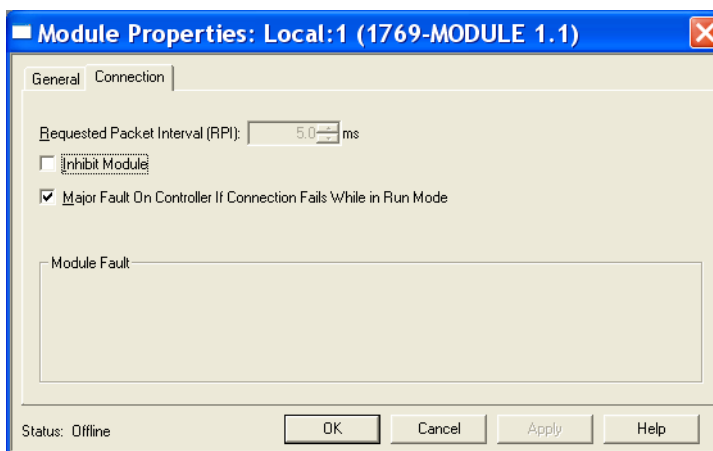 Module Properties: Local:1 (1769-MODULE 1.1)
General Connection
Requested Packet Interval (RPI): 5.0 ms
Inhibit Module
Major Fault On Controller If Connection Fails While in Run Mode
Module Fault
Status: Offline OK Cancel Apply Help